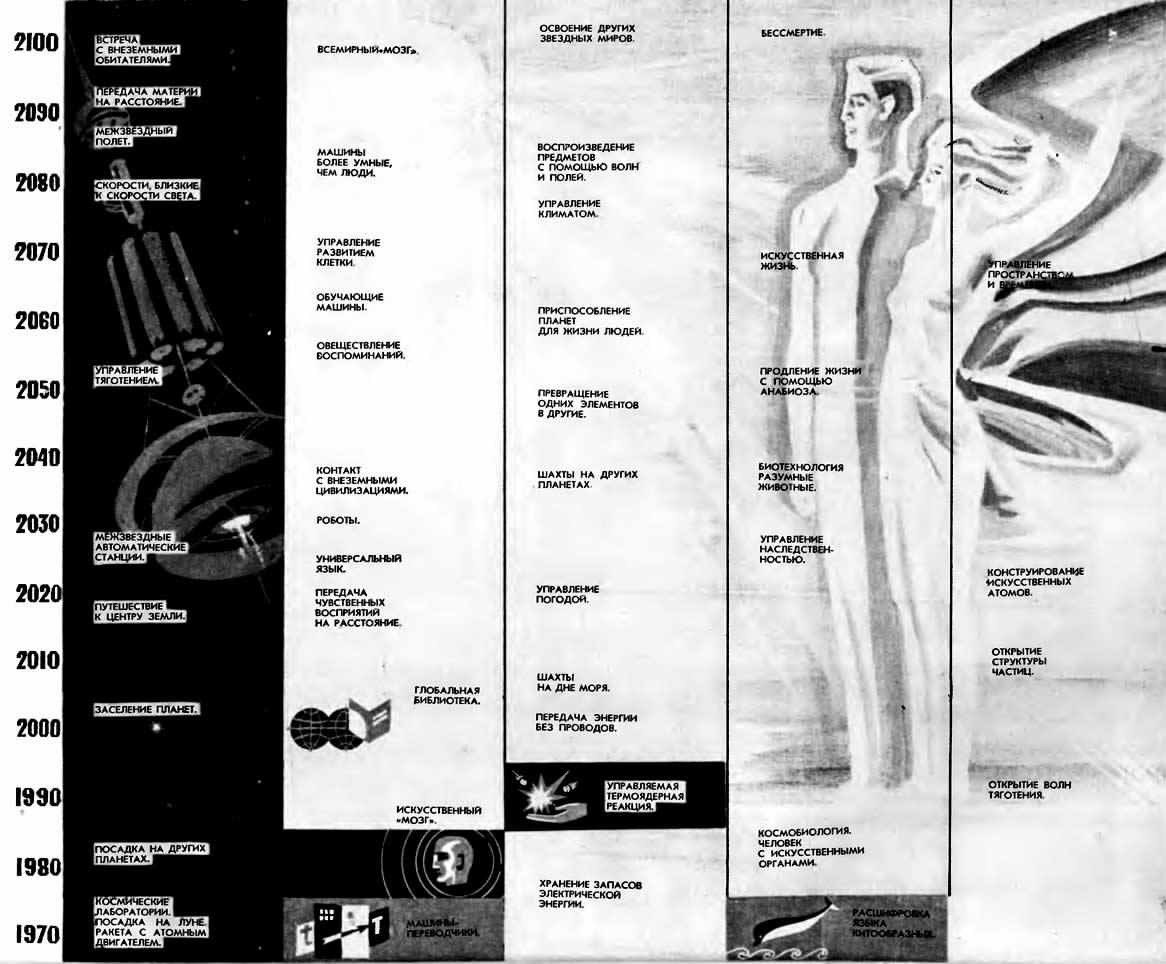 2100
2090
2080
2070
2060
2050
2040
2030
2020
2010
2000
1990
1980
1970
ВСТРЕЧА
С ВНЕЗЕМНЫМИ
ОБИТАТЕЛЯМИ.
ПЕРЕДАЧА МАТЕРИИ
НА РАССТОЯНИЕ.
МЕЖЗВЕЗДНЫЙ
ПОЛЕТ.
СКОРОСТИ, БЛИЗКИЕ
К СКОРОСТИ СВЕТА.
УПРАВЛЕНИЕ
ТЯГОТЕНИЕМ.
МЕЖЗВЕЗДНЫЕ
АВТОМАТИЧЕСКИЕ
СТАНЦИИ.
ПУТЕШЕСТВИЕ
К ЦЕНТРУ ЗЕМЛИ.
ЗАСЕЛЕНИЕ ПЛАНЕТ.
ПОСАДКА НА ДРУГИХ
ПЛАНЕТАХ.
КОСМИЧЕСКИЕ
ЛАБОРАТОРИИ.
ПОСАДКА НА ЛУНЕ.
РАКЕТА С АТОМНЫМ
ДВИГАТЕЛЕМ.
ВСЕМИРНЫЙ «МОЗГ».
МАШИНЫ
БОЛЕЕ УМНЫЕ,
ЧЕМ ЛЮДИ.
УПРАВЛЕНИЕ
РАЗВИТИЕМ
КЛЕТКИ.
ОБУЧАЮЩИЕ
МАШИНЫ.
ОВЕЩЕСТВЛЕНИЕ
ВОСПОМИНАНИЙ.
КОНТАКТ
С ВНЕЗЕМНЫМИ
ЦИВИЛИЗАЦИЯМИ.
РОБОТЫ.
УНИВЕРСАЛЬНЫЙ
ЯЗЫК.
ПЕРЕДАЧА
ЧУВСТВЕННЫХ
ВОСПРИЯТИЙ
НА РАССТОЯНИЕ.
ГЛОБАЛЬНАЯ
БИБЛИОТЕКА.
ИСКУССТВЕННЫЙ
«МОЗГ».
t
T
МАШИНЫ-
ПЕРЕВОДЧИКИ.
ОСВОЕНИЕ ДРУГИХ
ЗВЕЗДНЫХ МИРОВ.
ВОСПРОИЗВЕДЕНИЕ
ПРЕДМЕТОВ
С ПОМОЩЬЮ ВОЛН
И ПОЛЕЙ.
УПРАВЛЕНИЕ
КЛИМАТОМ.
ПРИСПОСОБЛЕНИЕ
ПЛАНЕТ
ДЛЯ ЖИЗНИ ЛЮДЕЙ.
ПРЕВРАЩЕНИЕ
ОДНИХ ЭЛЕМЕНТОВ
В ДРУГИЕ.
ШАХТЫ НА ДРУГИХ
ПЛАНЕТАХ.
УПРАВЛЕНИЕ
ПОГОДОЙ.
ШАХТЫ
НА ДНЕ МОРЯ.
ПЕРЕДАЧА ЭНЕРГИИ
БЕЗ ПРОВОДОВ.
УПРАВЛЯЕМАЯ
ТЕРМОЯДЕРНАЯ
РЕАКЦИЯ.
ХРАНЕНИЕ ЗАПАСОВ
ЭЛЕКТРИЧЕСКОЙ
ЭНЕРГИИ.
БЕССМЕРТИЕ.
ИСКУССТВЕННАЯ
ЖИЗНЬ.
ПРОДЛЕНИЕ ЖИЗНИ
С ПОМОЩЬЮ
АНАБИОЗА.
БИОТЕХНОЛОГИЯ
РАЗУМНЫЕ
ЖИВОТНЫЕ.
УПРАВЛЕНИЕ
НАСЛЕДСТВЕН-
НОСТЬЮ.
КОСМОБИОЛОГИЯ.
ЧЕЛОВЕК
С ИСКУССТВЕННЫМИ
ОРГАНАМИ.
РАСШИФРОВКА
ЯЗЫКА
КИТООБРАЗНЫХ.
УПРАВЛЕНИЕ
ПРОСТРАНСТВОМ
И ВРЕМЕНЕМ.
КОНСТРУИРОВАНИЕ
ИСКУССТВЕННЫХ
АТОМОВ.
ОТКРЫТИЕ
СТРУКТУРЫ
ЧАСТИЦ.
ОТКРЫТИЕ ВОЛН
ТЯГОТЕНИЯ.